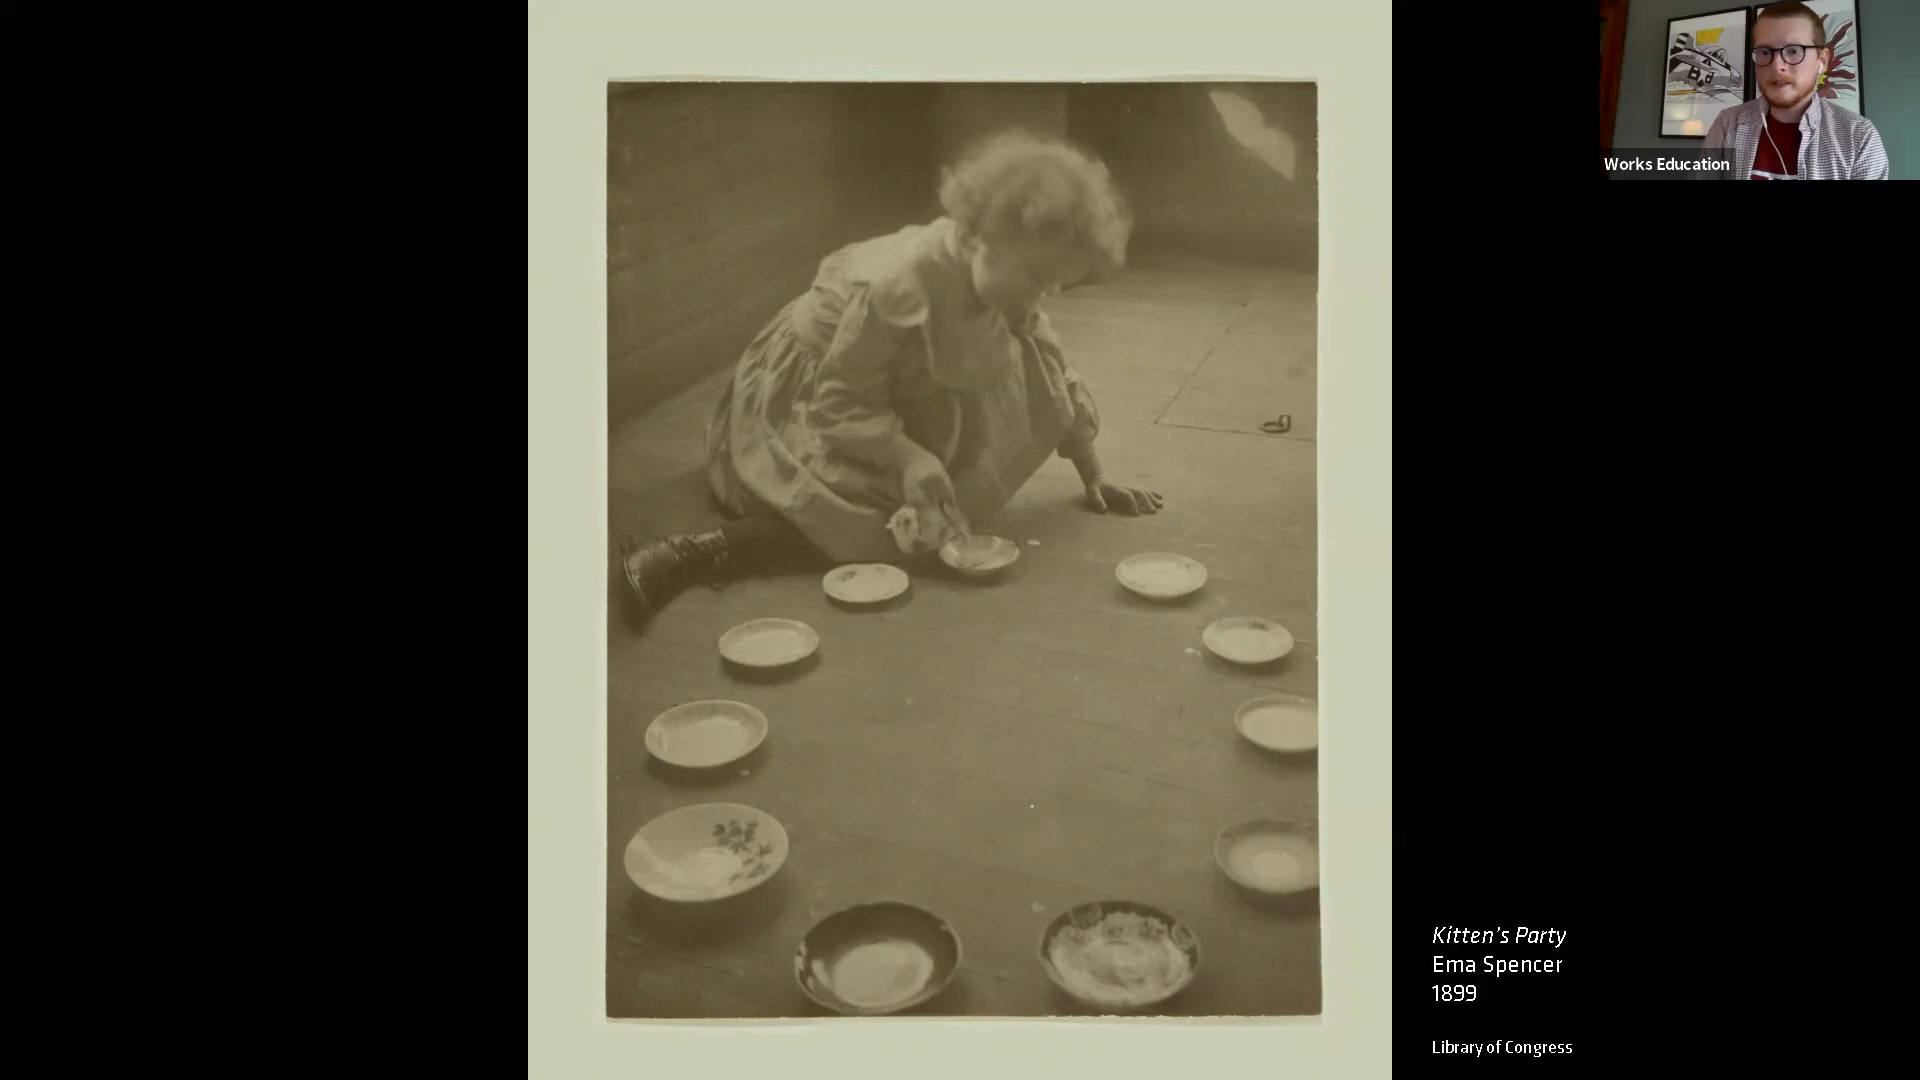 Works Education
Kitten's Party
Ema Spencer
1899
Library of Congress